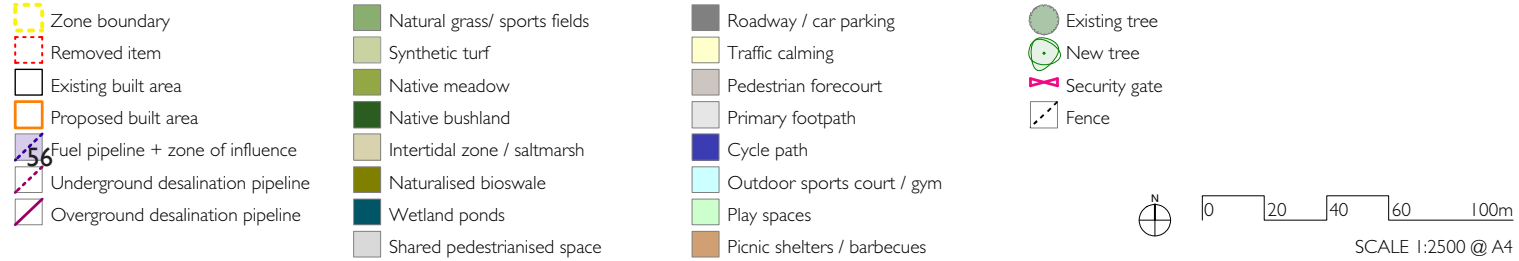 Zone boundary
Removed item
Existing built area
Proposed built area
Fuel pipeline + zone of influence
56
Underground desalination pipeline
Overground desalination pipeline
Natural grass/ sports fields
Synthetic turf
Native meadow
Native bushland
Intertidal zone / saltmarsh
Naturalised bioswale
Wetland ponds
Shared pedestrianised space
Roadway / car parking
Traffic calming
Pedestrian forecourt
Primary footpath
Cycle path
Outdoor sports court / gym
Play spaces
Picnic shelters / barbecues
Existing tree
New tree
Security gate
Fence
N
0 20 40 60 100m
SCALE 1:2500 @ A4